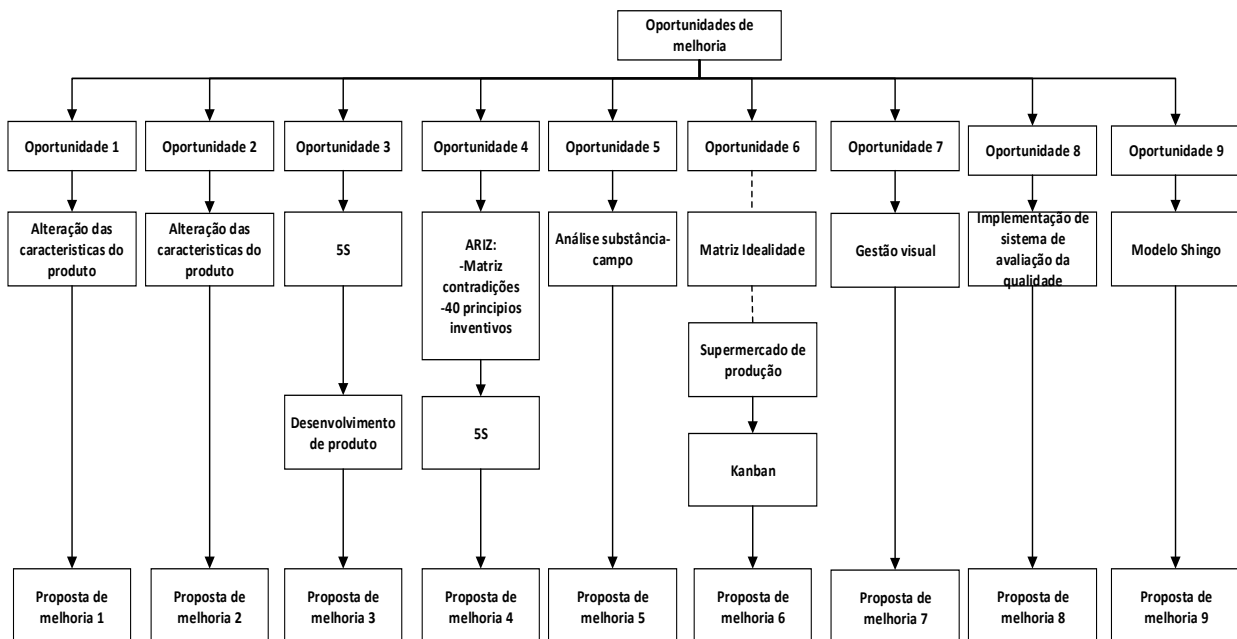 Oportunidades de
melhoria
Oportunidade 1
Oportunidade 2
Oportunidade 3
Oportunidade 4
Oportunidade 5
Oportunidade 6
Oportunidade 7
Oportunidade 8
Oportunidade 9
Alteração das
caracteristicas do
produto
Alteração das
caracteristicas do
produto
5S
ARIZ:
-Matriz
contradições
-40 principios
inventivos
Análise substância-
campo
Matriz Idealidade
Gestão visual
Implementação de
sistema de
avaliação da
qualidade
Modelo Shingo
Supermercado de
produção
Desenvolvimento
de produto
5S
Kanban
Proposta de
melhoria 1
Proposta de
melhoria 2
Proposta de
melhoria 3
Proposta de
melhoria 4
Proposta de
melhoria 5
Proposta de
melhoria 6
Proposta de
melhoria 7
Proposta de
melhoria 8
Proposta de
melhoria 9